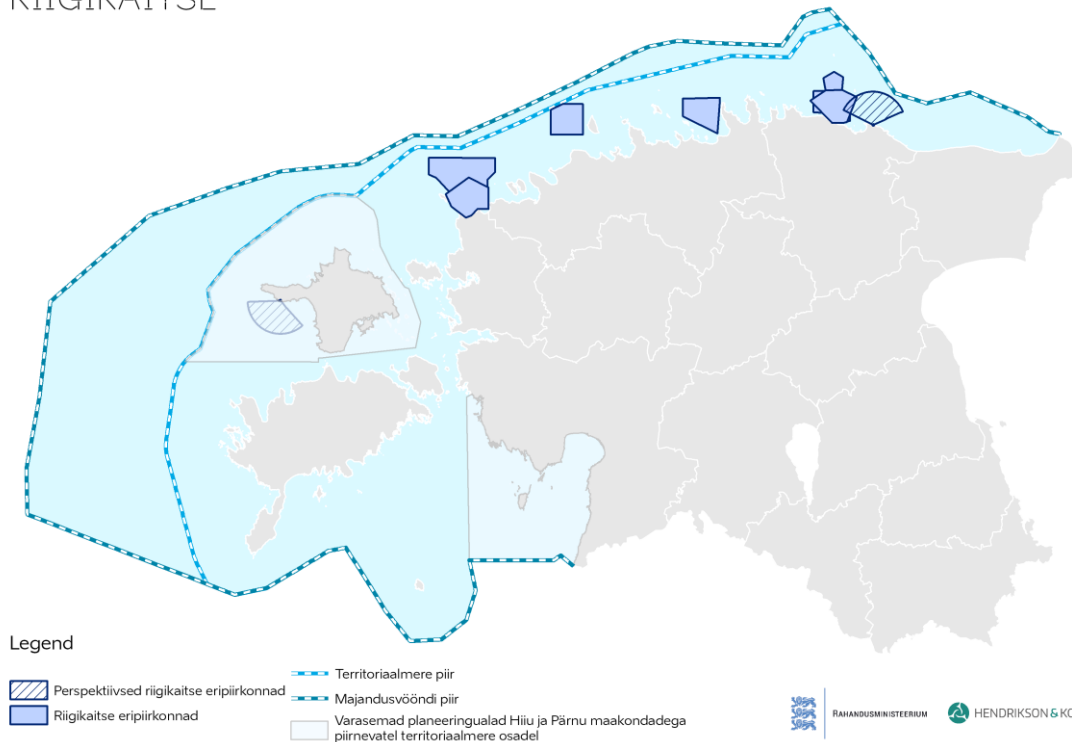 RIIGIKAITSE
Legend
Perspektiivsed riigikaitse eripiirkonnad
Riigikaitse eripiirkonnad
Territoriaalmere piir
Majandusvööndi piir
Varasemad planeeringualad Hiiu ja Pärnu maakondadega
piirnevatel territoriaalmere osadel
RAHANDUSMINISTEERIUM
HENDRIKSON & KO